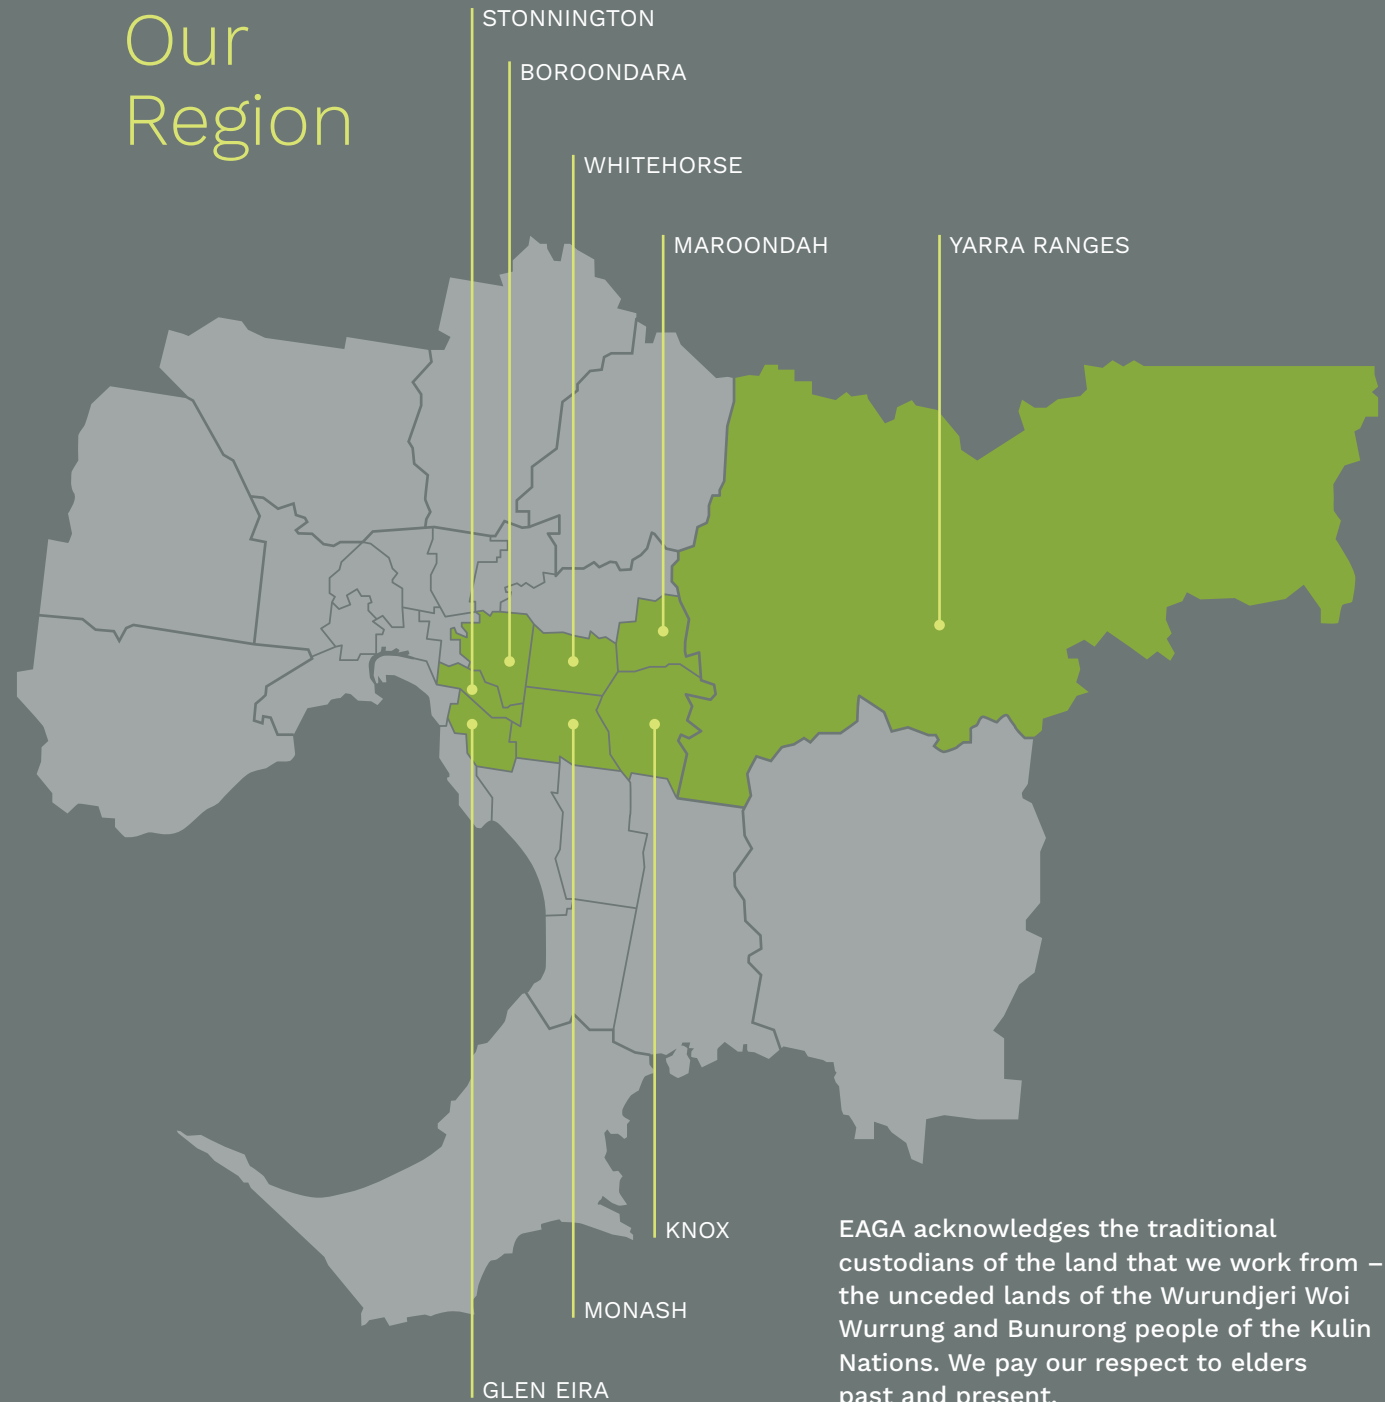 Our
Region
STONNINGTON
BOROONDARA
WHITEHORSE
MAROONDAH
YARRA RANGES
KNOX
MONASH
GLEN EIRA
EAGA acknowledges the traditional
custodians of the land that we work from –
the unceded lands of the Wurundjeri Woi
Wurrung and Bunurong people of the Kulin
Nations. We pay our respect to elders
past and present.